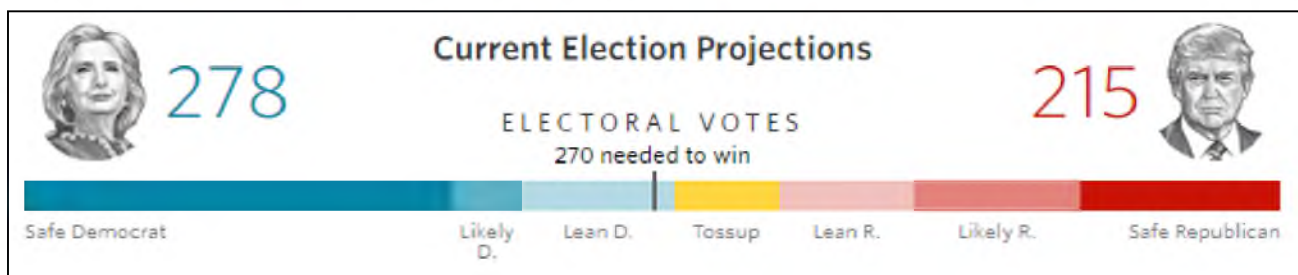 Current Election Projections
278
215
ELECTORAL VOTES
270 needed to win
Safe Democrat
Likely D.
Lean D.
Tossup
Lean R.
Likely R.
Safe Republican